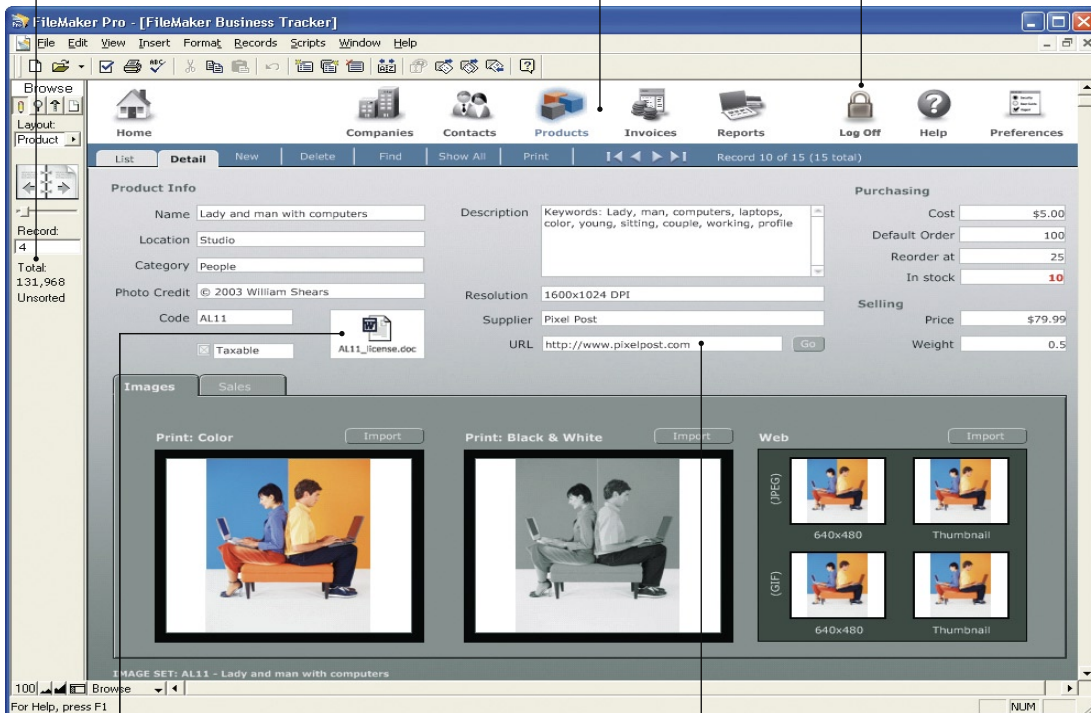 FileMaker Pro - [FileMaker Business Tracker]
File Edit View Insert Format Records Scripts Window Help
Browse
Layout:
Product
Record:
4
Total:
131,968
Unsorted
Home Companies Contacts Products Invoices Reports Log Off Help Preferences
List Detail New Delete Find Show All Print Record 10 of 15 (15 total)
Product Info
Name Lady and man with computers
Location Studio
Category People
Photo Credit © 2003 William Shears
Code AL11
Taxable
AL11_license.doc
Description Keywords: Lady, man, computers, laptops,
color, young, sitting, couple, working, profile
Resolution 1600x1024 DPI
Supplier Pixel Post
URL http://www.pixelpost.com Go
Purchasing
Cost $5.00
Default Order 100
Reorder at 25
In stock 10
Selling
Price $79.99
Weight 0.5
Images Sales
Print: Color Import
Print: Black & White Import
Web Import
(JPEG)
640x480 Thumbnail
(GIF)
640x480 Thumbnail
IMAGE SET: AL11 - Lady and man with computers
100 Browse
For Help, press F1
NUM